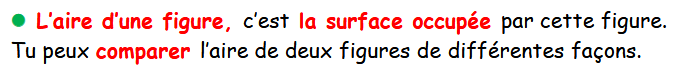 ● L'aire d'une figure, c'est la surface occupée par cette figure.
Tu peux comparer l'aire de deux figures de différentes façons.